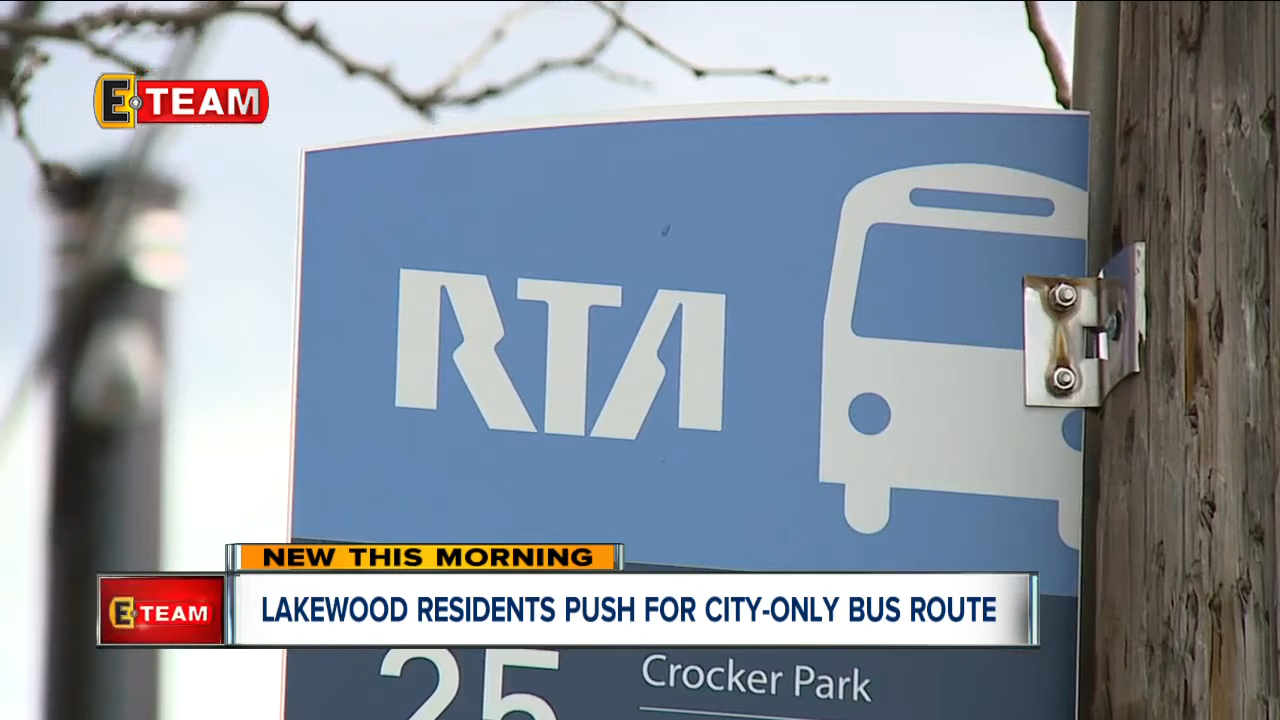 E TEAM
RTA
NEW THIS MORNING
E TEAM
LAKEWOOD RESIDENTS PUSH FOR CITY-ONLY BUS ROUTE
25 Crocker Park